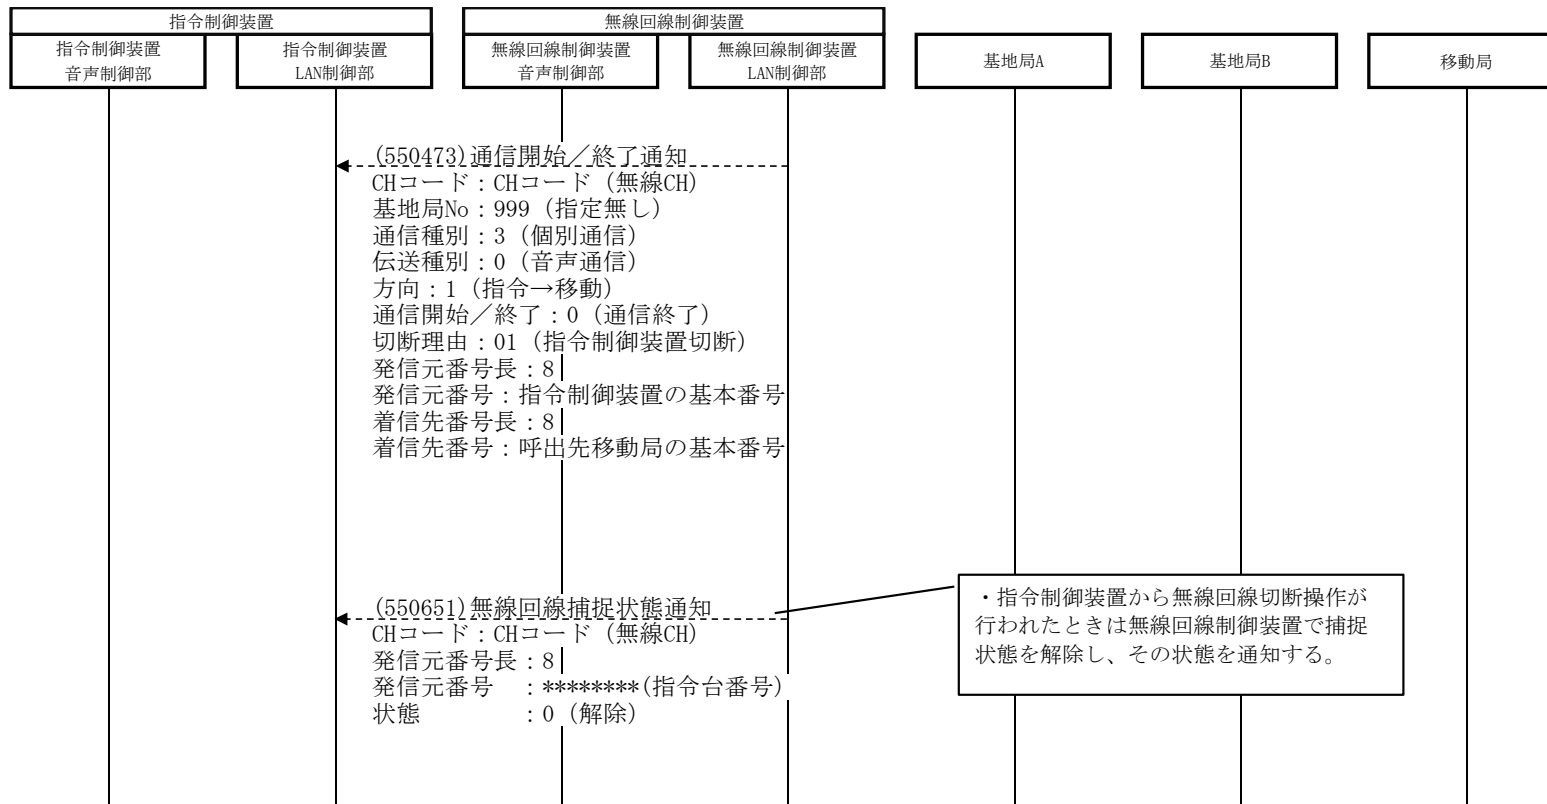 指令制御装置
無線回線制御装置
指令制御装置
音声制御部
指令制御装置
LAN制御部
無線回線制御装置
音声制御部
無線回線制御装置
LAN制御部
基地局A
基地局B
移動局
(550473)通信開始／終了通知
CHコード：CHコード（無線CH）
基地局No：999（指定無し）
通信種別：3（個別通信）
伝送種別：0（音声通信）
方向：1（指令→移動）
通信開始／終了：0（通信終了）
切断理由：01（指令制御装置切断）
発信元番号長：8
発信元番号：指令制御装置の基本番号
着信先番号長：8
着信先番号：呼出先移動局の基本番号
(550651)無線回線捕捉状態通知
CHコード：CHコード（無線CH）
発信元番号長：8
発信元番号　：********(指令台番号)
状態　　　　：0（解除）
・指令制御装置から無線回線切断操作が
行われたときは無線回線制御装置で捕捉
状態を解除し、その状態を通知する。